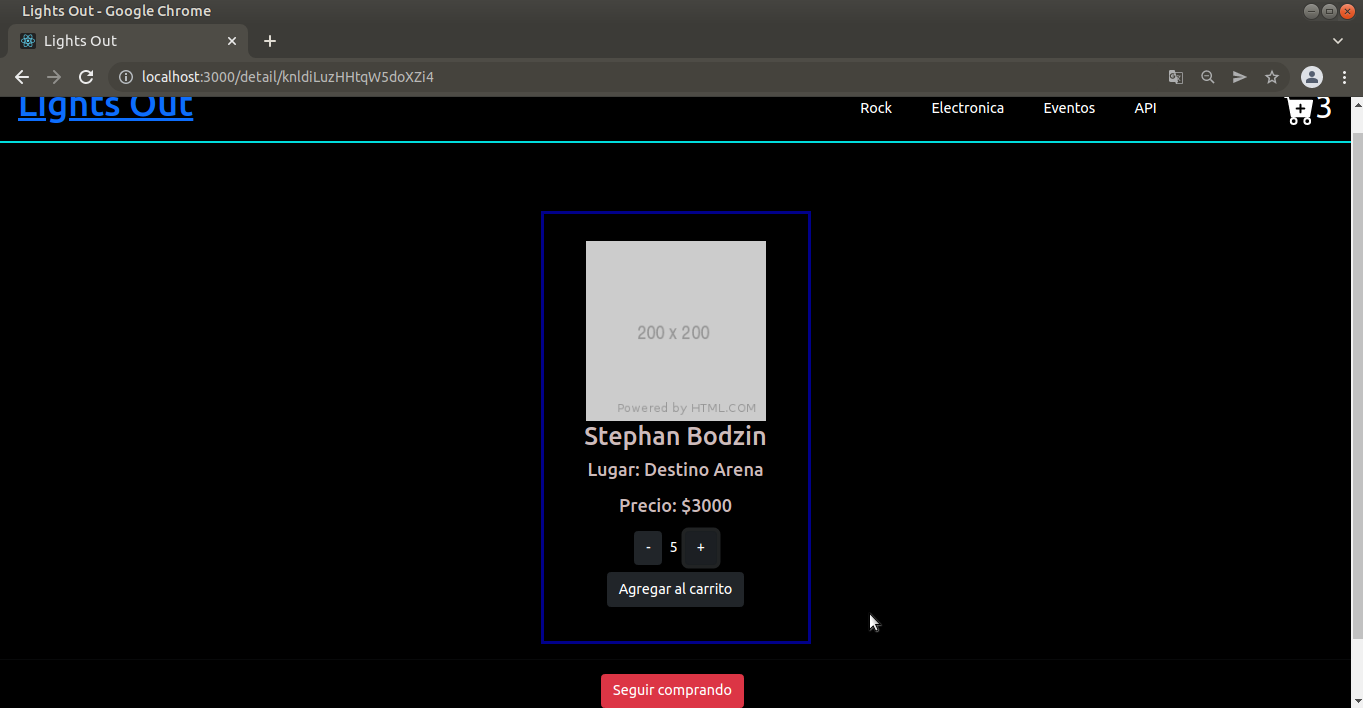 Lights Out - Google Chrome
Lights Out
localhost:3000/detail/knldiLuzHHtqW5doXZi4
Lights Out
Rock Electronica Eventos API 3
200 x 200
Powered by HTML.COM
Stephan Bodzin
Lugar: Destino Arena
Precio: $3000
- 5 +
Agregar al carrito
Seguir comprando